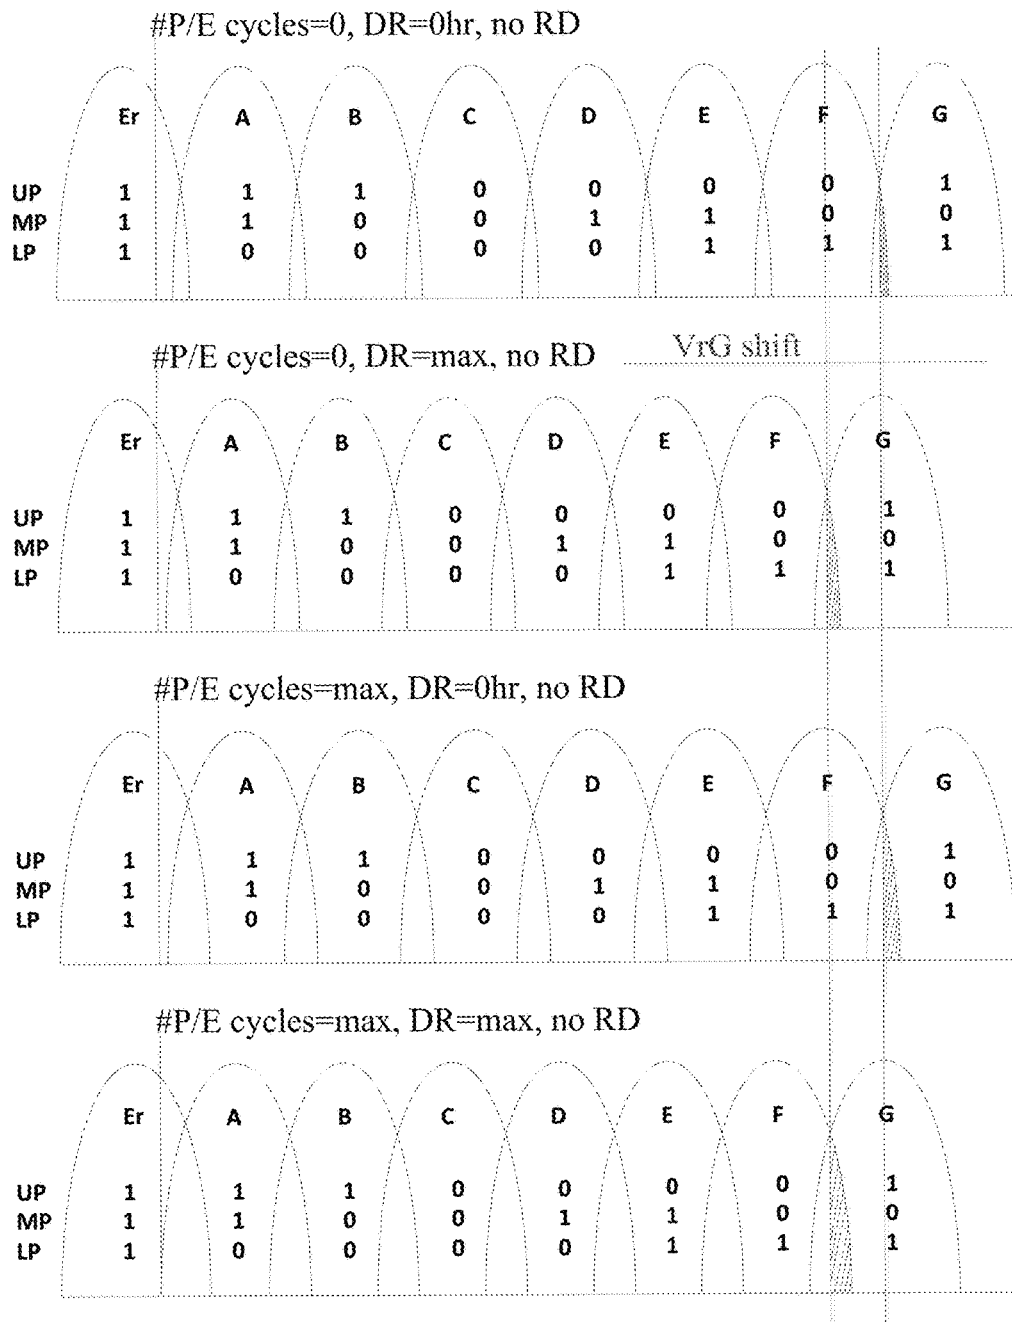 #P/E cycles=0, DR=0hr, no RD
Er A B C D E F G
UP 1 1 1 0 0 0 0 1
MP 1 1 0 0 1 1 0 0
LP 1 0 0 0 0 1 1 1
#P/E cycles=0, DR=max, no RD VrG shift
Er A B C D E F G
UP 1 1 1 0 0 0 0 1
MP 1 1 0 0 1 1 0 0
LP 1 0 0 0 0 1 1 1
#P/E cycles=max, DR=0hr, no RD
Er A B C D E F G
UP 1 1 1 0 0 0 0 1
MP 1 1 0 0 1 1 0 0
LP 1 0 0 0 0 1 1 1
#P/E cycles=max, DR=max, no RD
Er A B C D E F G
UP 1 1 1 0 0 0 0 1
MP 1 1 0 0 1 1 0 0
LP 1 0 0 0 0 1 1 1